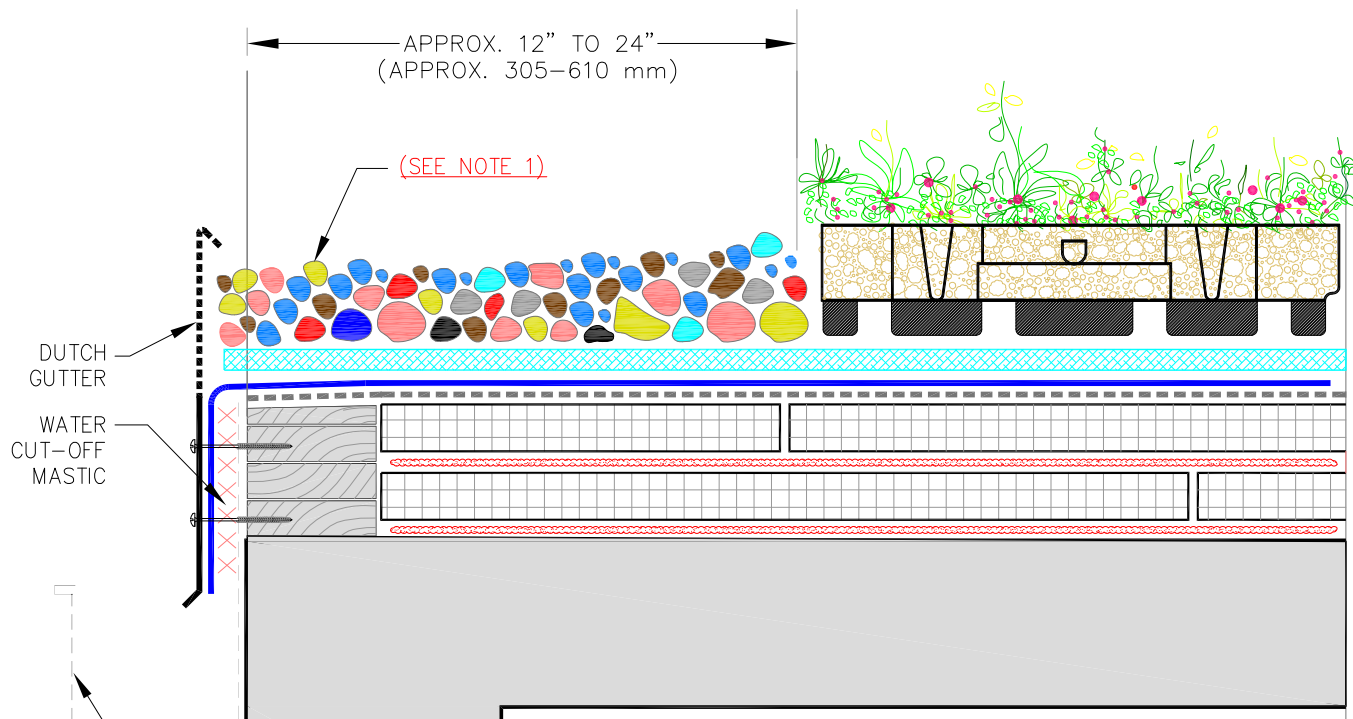 APPROX. 12” TO 24”
(APPROX. 305–610 mm)
(SEE NOTE 1)
DUTCH
GUTTER
WATER
CUT–OFF
MASTIC